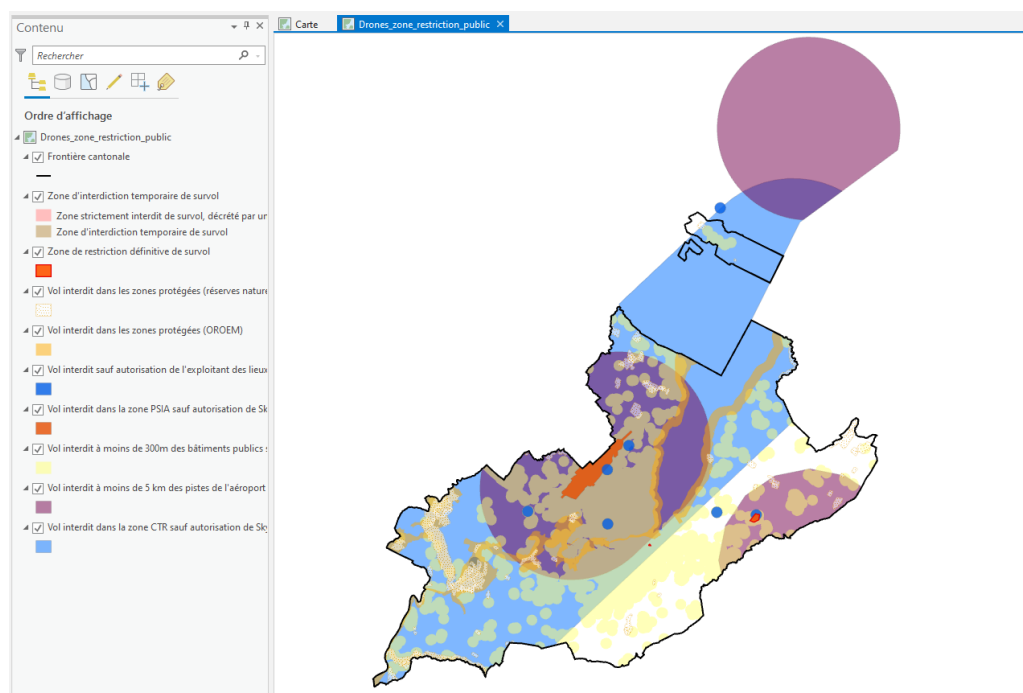 Contenu
Carte
Drones_zone_restriction_public
Rechercher
Ordre d'affichage
Drones_zone_restriction_public
Frontière cantonale
Zone d'interdiction temporaire de survol
Zone strictement interdit de survol, décrété par un
Zone d'interdiction temporaire de survol
Zone de restriction définitive de survol
Vol interdit dans les zones protégées (réserves nature
Vol interdit dans les zones protégées (OROEM)
Vol interdit sauf autorisation de l'exploitant des lieux
Vol interdit dans la zone PSIA sauf autorisation de Sk
Vol interdit à moins de 300m des bâtiments publics s
Vol interdit à moins de 5 km des pistes de l'aéroport
Vol interdit dans la zone CTR sauf autorisation de Sky